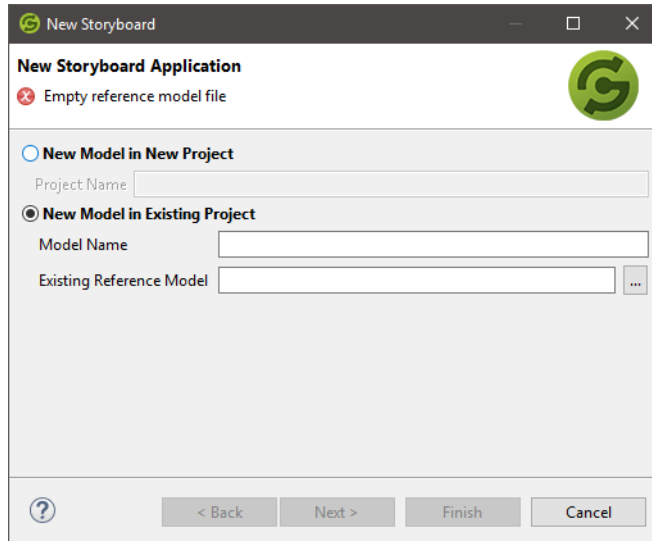 New Storyboard
New Storyboard Application
Empty reference model file
New Model in New Project
Project Name
New Model in Existing Project
Model Name
Existing Reference Model
...
?
< Back
Next >
Finish
Cancel